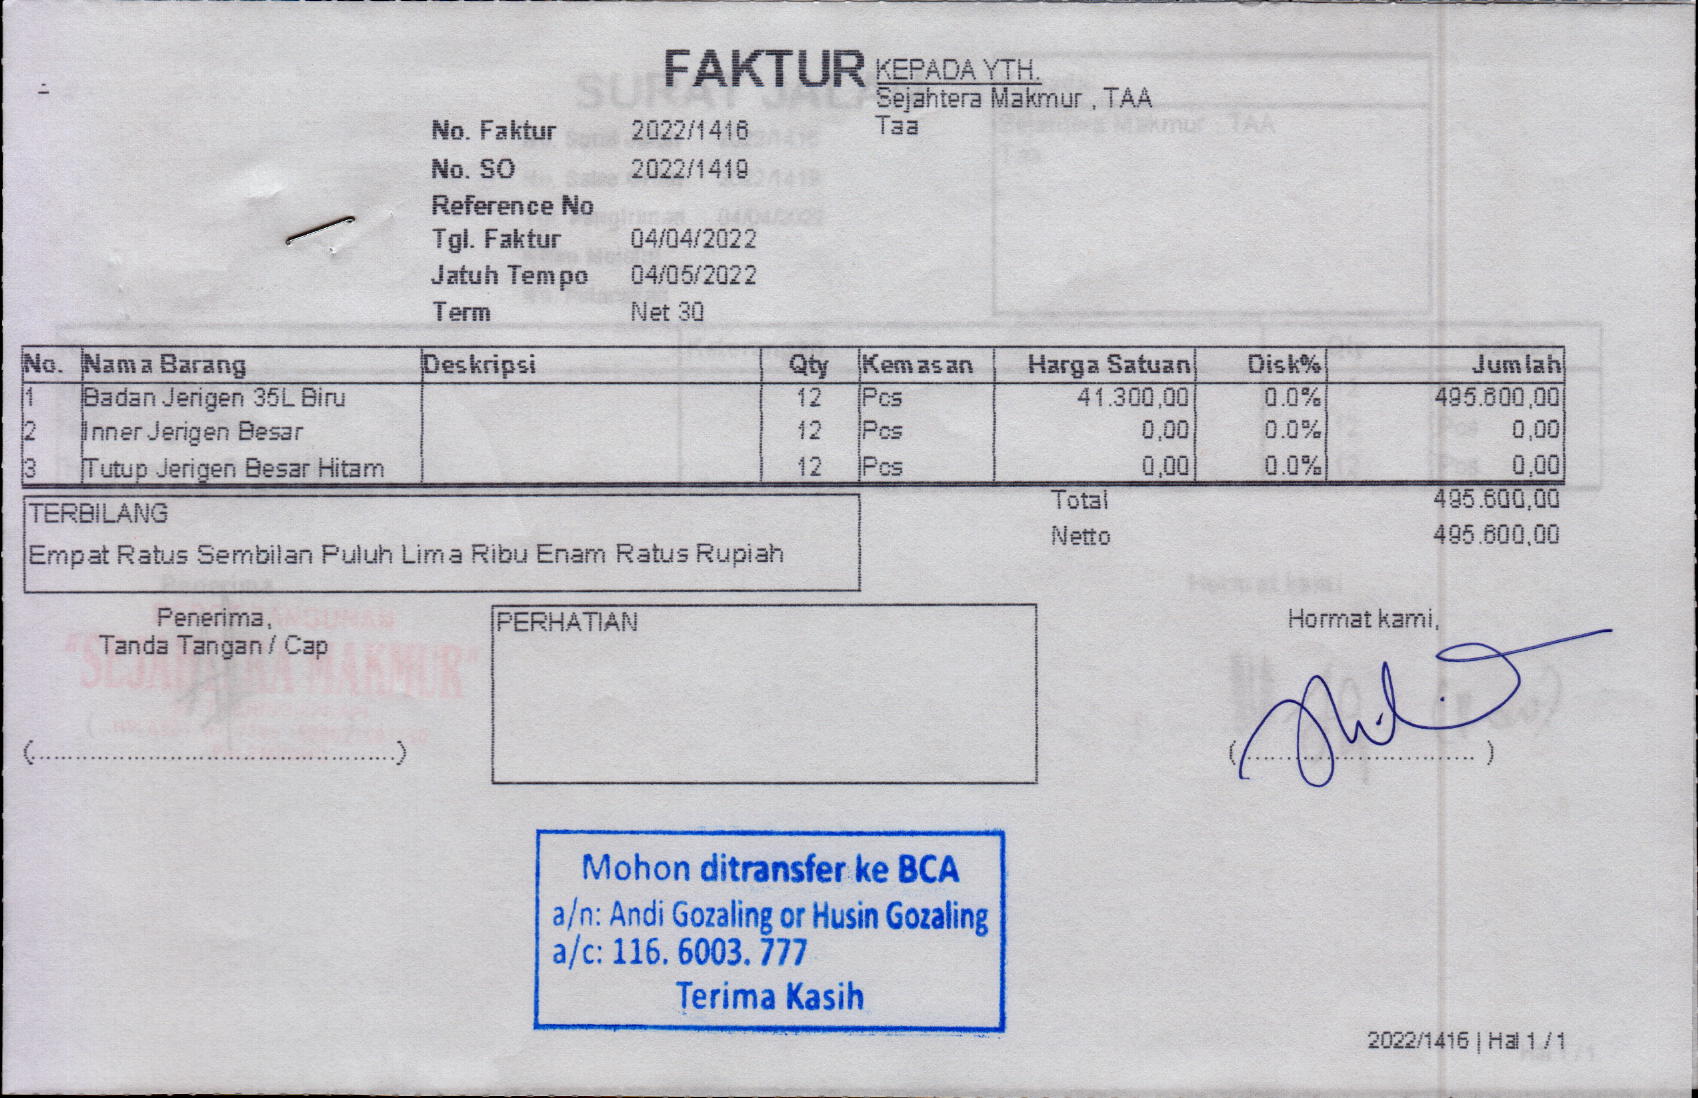 FAKTUR
KEPADA YTH.
Sejahtera Makmur , TAA
Taa
No. Faktur 2022/1416
No. SO 2022/1419
Reference No
Tgl. Faktur 04/04/2022
Jatuh Tempo 04/05/2022
Term Net 30
No. Nama Barang Deskripsi Qty Kemasan Harga Satuan Disk% Jumlah
1 Badan Jerigen 35L Biru 12 Pcs 41.300,00 0.0% 495.600,00
2 Inner Jerigen Besar 12 Pcs 0,00 0.0% 0,00
3 Tutup Jerigen Besar Hitam 12 Pcs 0,00 0.0% 0,00
Total 495.600,00
Netto 495.600,00
TERBILANG
Empat Ratus Sembilan Puluh Lima Ribu Enam Ratus Rupiah
Penerima,
Tanda Tangan / Cap
(...............................................)
PERHATIAN
Hormat kami,
(.............................. )
Mohon ditransfer ke BCA
a/n: Andi Gozaling or Husin Gozaling
a/c: 116. 6003. 777
Terima Kasih
2022/1416 | Hal 1 / 1
SURAT JALAN
"SEJAHTERA MAKMUR"